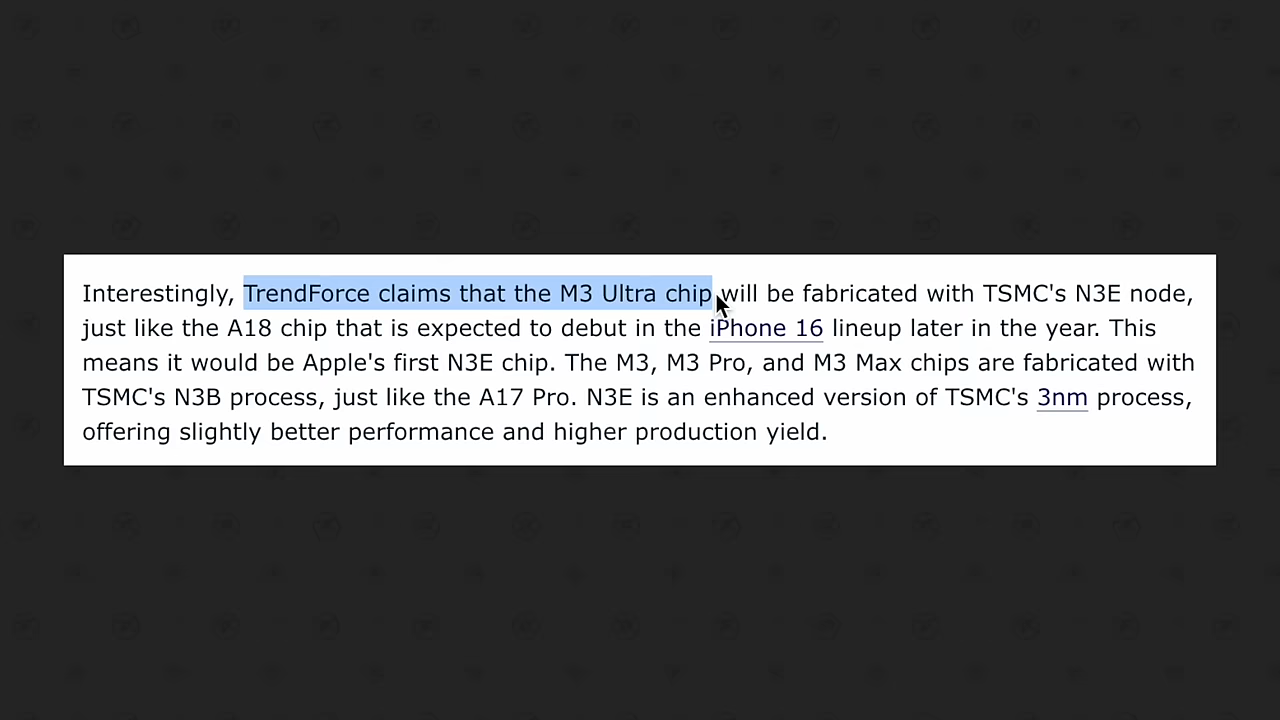 Interestingly, TrendForce claims that the M3 Ultra chip will be fabricated with TSMC's N3E node,
just like the A18 chip that is expected to debut in the iPhone 16 lineup later in the year. This
means it would be Apple's first N3E chip. The M3, M3 Pro, and M3 Max chips are fabricated with
TSMC's N3B process, just like the A17 Pro. N3E is an enhanced version of TSMC's 3nm process,
offering slightly better performance and higher production yield.